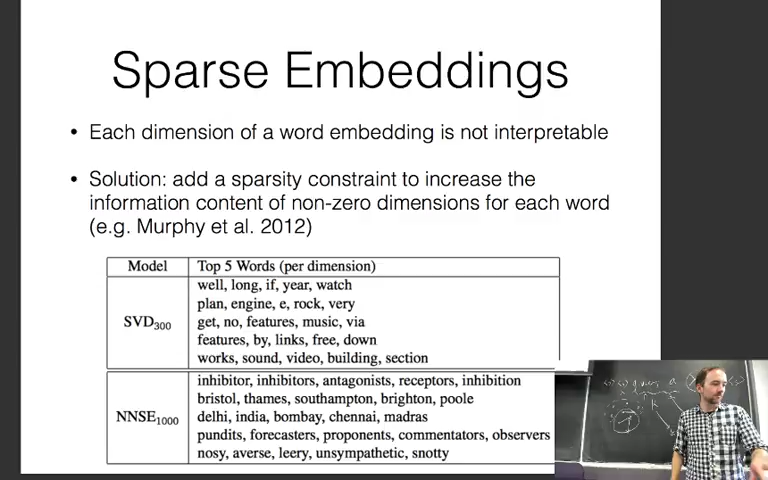 Sparse Embeddings
• Each dimension of a word embedding is not interpretable
• Solution: add a sparsity constraint to increase the
information content of non-zero dimensions for each word
(e.g. Murphy et al. 2012)
Model Top 5 Words (per dimension)
well, long, if, year, watch
plan, engine, e, rock, very
SVD300 get, no, features, music, via
features, by, links, free, down
works, sound, video, building, section
inhibitor, inhibitors, antagonists, receptors, inhibition
bristol, thames, southampton, brighton, poole
NNSE1000 delhi, india, bombay, chennai, madras
pundits, forecasters, proponents, commentators, observers
nosy, averse, leery, unsympathetic, snotty